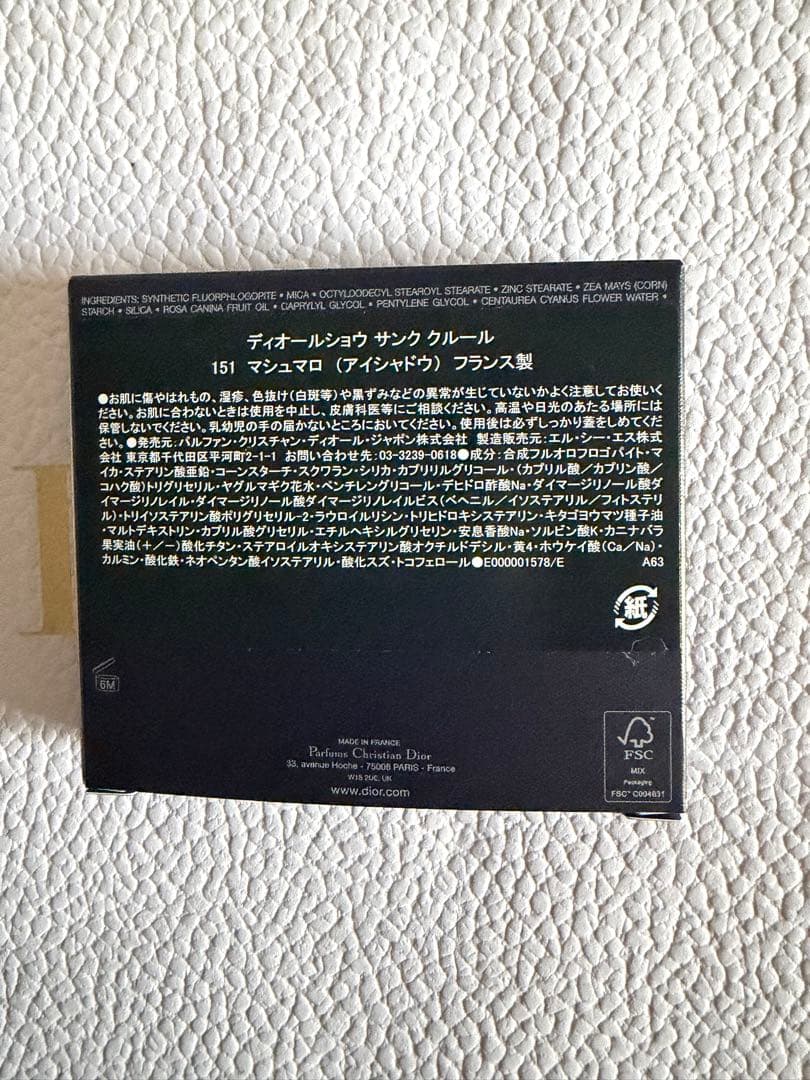 INGREDIENTS: SYNTHETIC FLUORPHLOGOPITE • MICA • OCTYLDODECYL STEAROYL STEARATE • ZINC STEARATE • ZEA MAYS (CORN)
STARCH • SILICA • ROSA CANINA FRUIT OIL • CAPRYLYL GLYCOL • PENTYLENE GLYCOL • CENTAUREA CYANUS FLOWER WATER •
ディオールショウ サンク クルール
151 マシュマロ (アイシャドウ) フランス製
●お肌に傷やはれもの、湿疹、色抜け(白斑等)や黒ずみなどの異常が生じていないかよく注意してお使いく
ださい。お肌に合わないときは使用を中止し、皮膚科医等にご相談ください。高温や日光のあたる場所には
保管しないでください。乳幼児の手の届かないところにおいてください。使用後は必ずしっかり蓋をしめてくだ
さい。●発売元:パルファン・クリスチャン・ディオール・ジャポン株式会社 製造販売元:エル・シー・エス株式
会社 東京都千代田区平河町2-1-1 お問い合わせ先:03-3239-0618●成分:合成フルオロフロゴパイト・マ
イカ・ステアリン酸亜鉛・コーンスターチ・スクワラン・シリカ・カプリリルグリコール・(カプリル酸/カプリン酸/
コハク酸)トリグリセリル・ヤグルマギク花水・ペンチレングリコール・デヒドロ酢酸Na・ダイマージリノール酸ダ
イマージリノレイル・ダイマージリノール酸ダイマージリノレイルビス(ベヘニル/イソステアリル/フィトステリ
ル)・トリイソステアリン酸ポリグリセリル-2・ラウロイルリシン・トリヒドロキシステアリン・キタゴヨウマツ種子油
・マルトデキストリン・カプリル酸グリセリル・エチルヘキシルグリセリン・安息香酸Na・ソルビン酸K・カニナバラ
果実油(+/-)酸化チタン・ステアロイルオキシステアリン酸オクチルドデシル・黄4・ホウケイ酸(Ca/Na)・
カルミン・酸化鉄・ネオペンタン酸イソステアリル・酸化スズ・トコフェロール●E000001578/E A63
紙
6M
MADE IN FRANCE
Parfums Christian Dior
33, avenue Hoche - 75008 PARIS - France
W1S 2UE, UK
www.dior.com
FSC
MIX
Packaging
FSC™ C004631